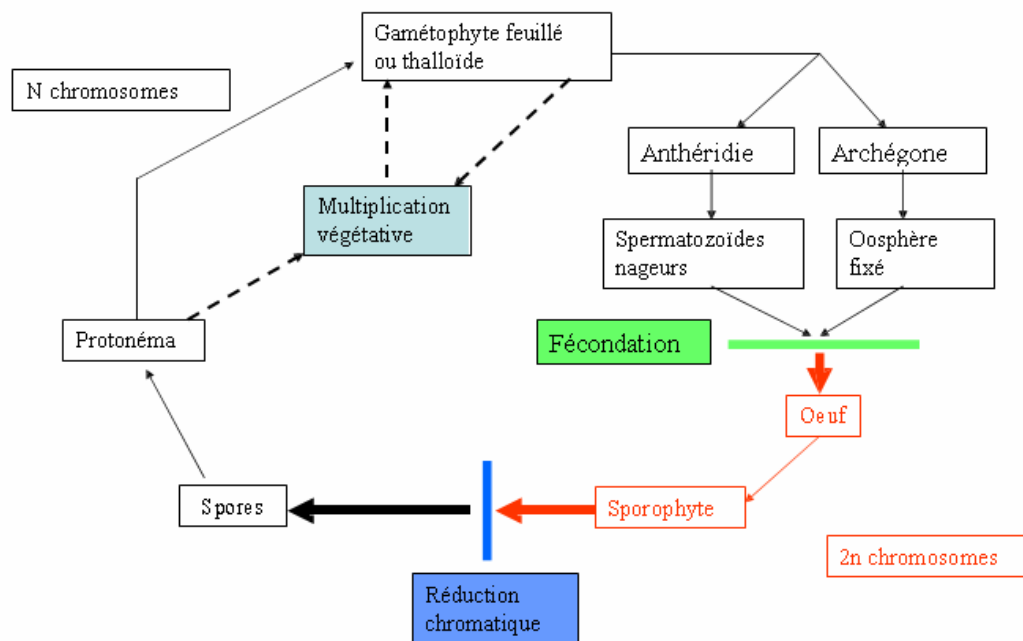 Gamétophyte feuillé
ou thalloïde
N chromosomes
Anthéridie
Archégone
Multiplication
végétative
Spermatozoïdes
nageurs
Oosphère
fixé
Protonéma
Fécondation
Oeuf
Spores
Sporophyte
2n chromosomes
Réduction
chromatique